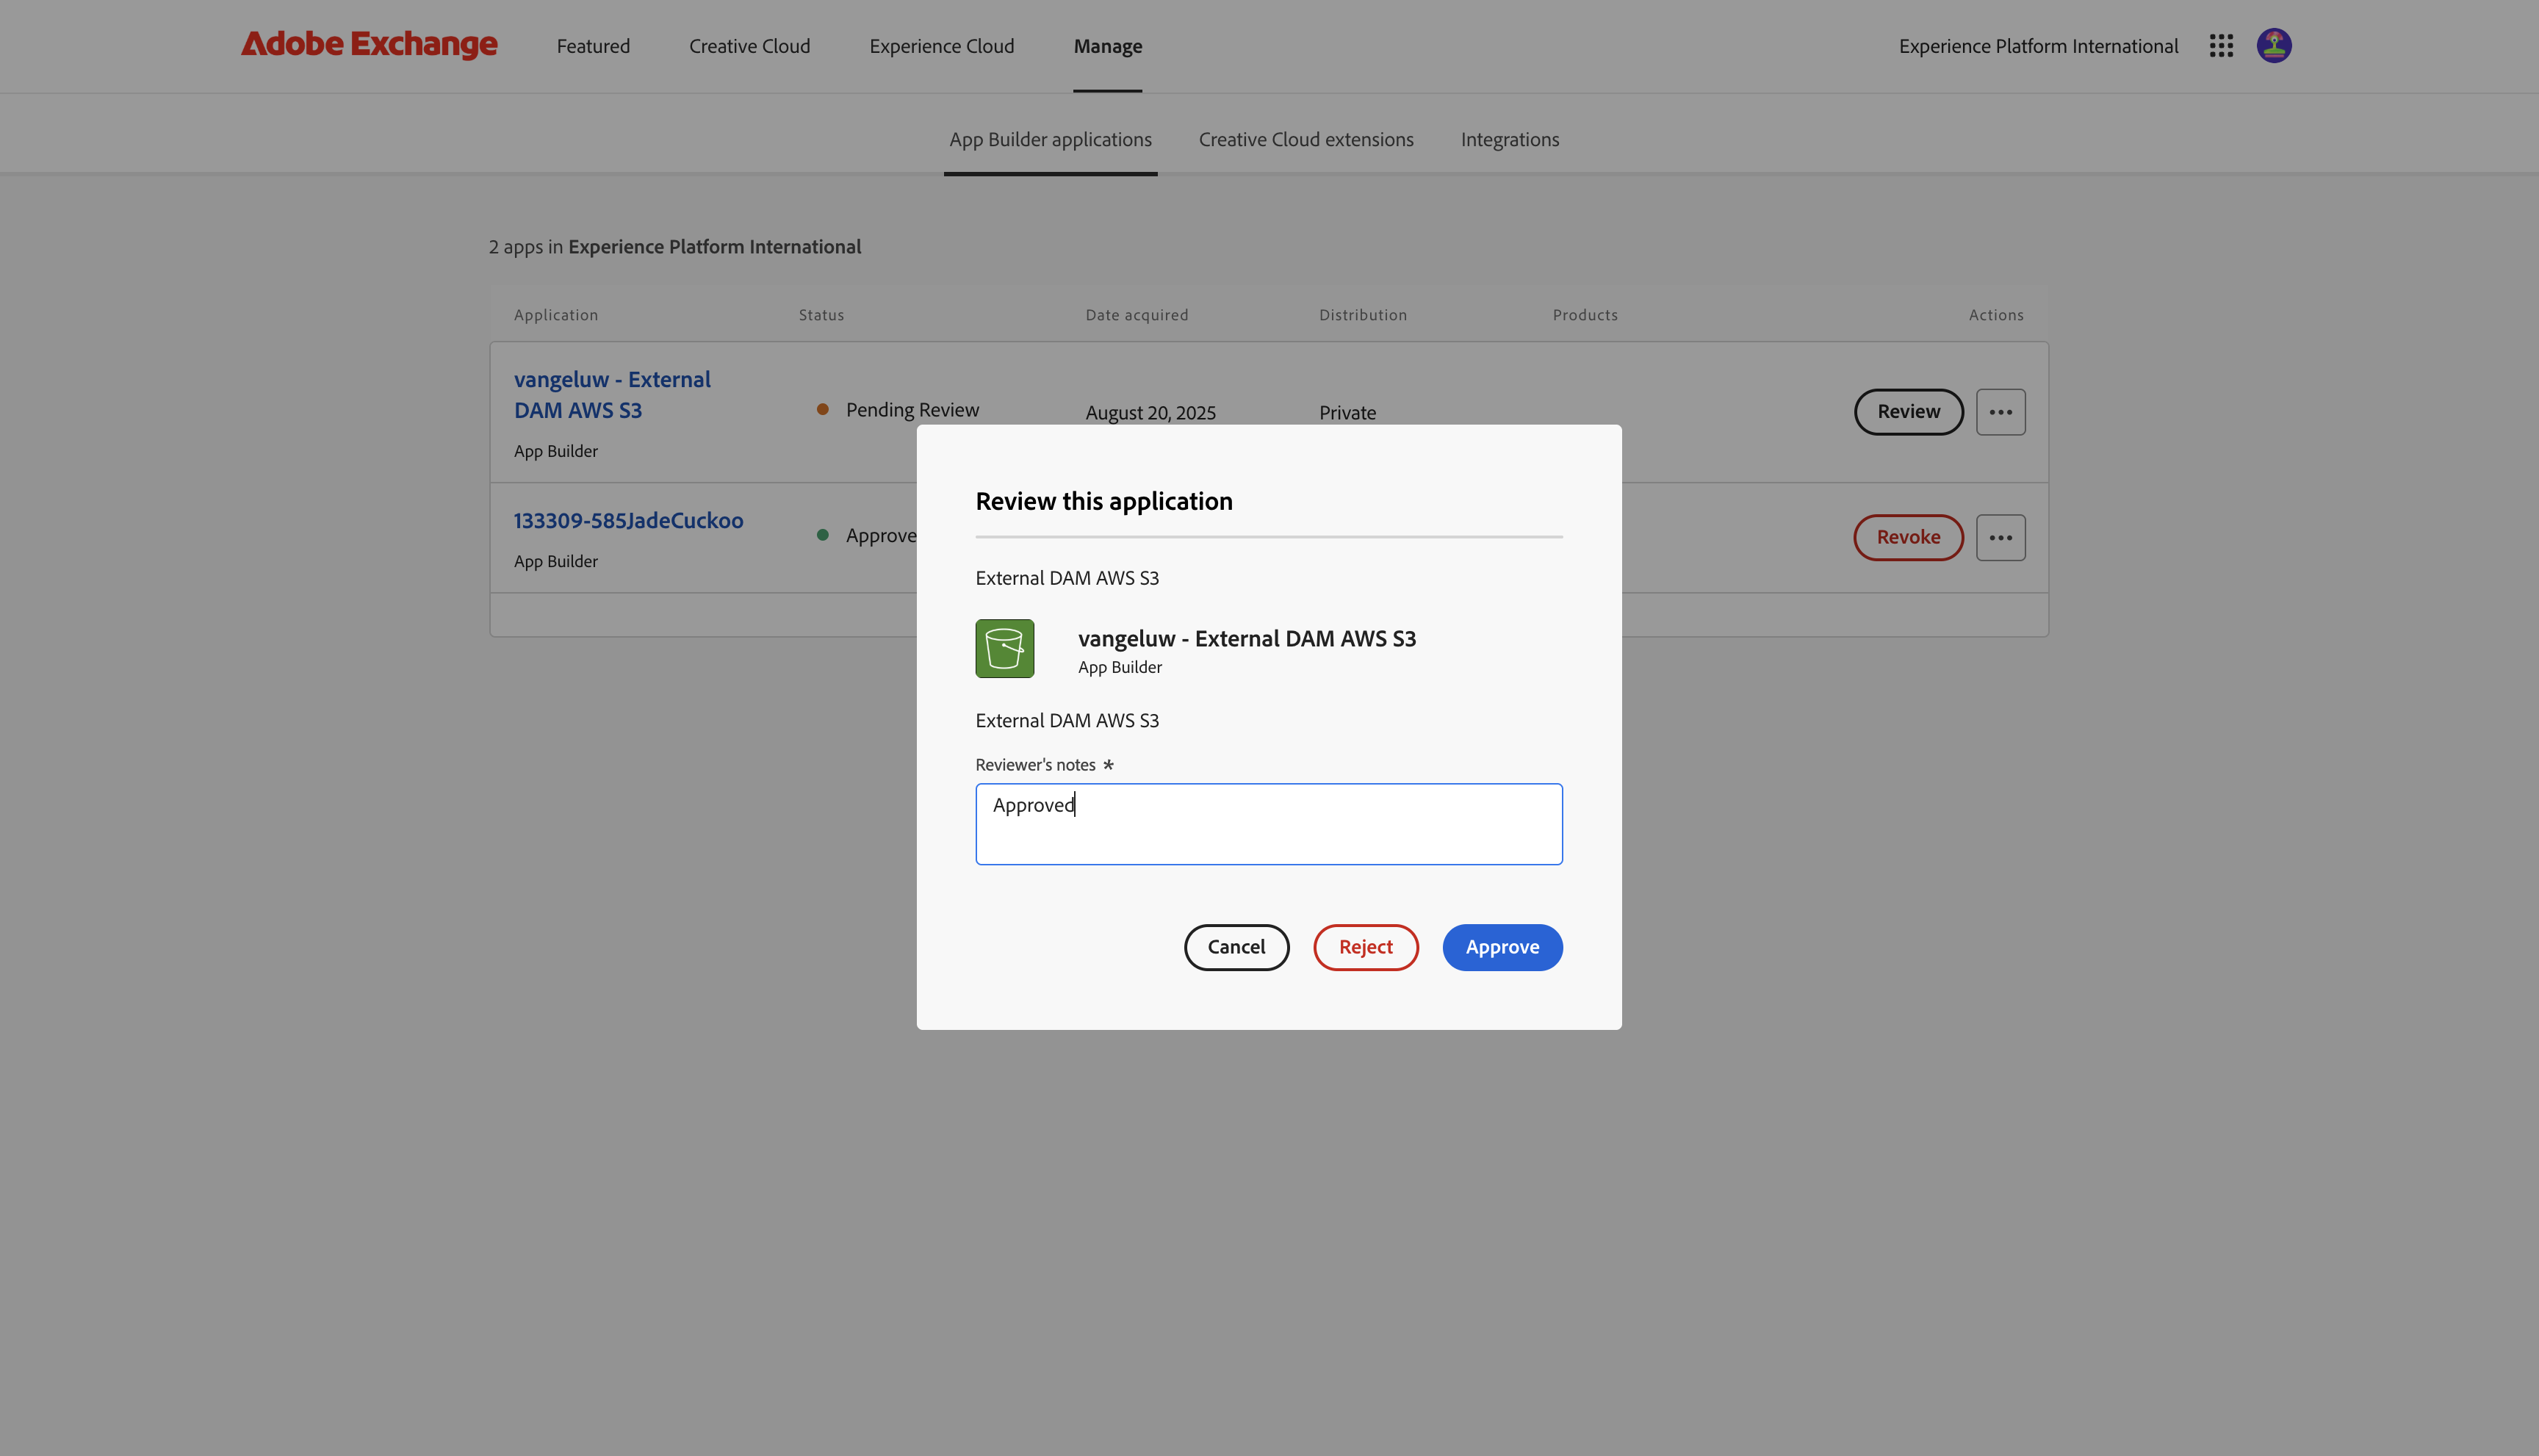 Adobe Exchange
Featured
Creative Cloud
Experience Cloud
Manage
Experience Platform International
App Builder applications
Creative Cloud extensions
Integrations
2 apps in Experience Platform International
Application
Status
Date acquired
Distribution
Products
Actions
vangeluw - External
DAM AWS S3
App Builder
Pending Review
August 20, 2025
Private
Review
133309-585JadeCuckoo
App Builder
Approve
Revoke
Review this application
External DAM AWS S3
vangeluw - External DAM AWS S3
App Builder
External DAM AWS S3
Reviewer's notes *
Approved
Cancel
Reject
Approve